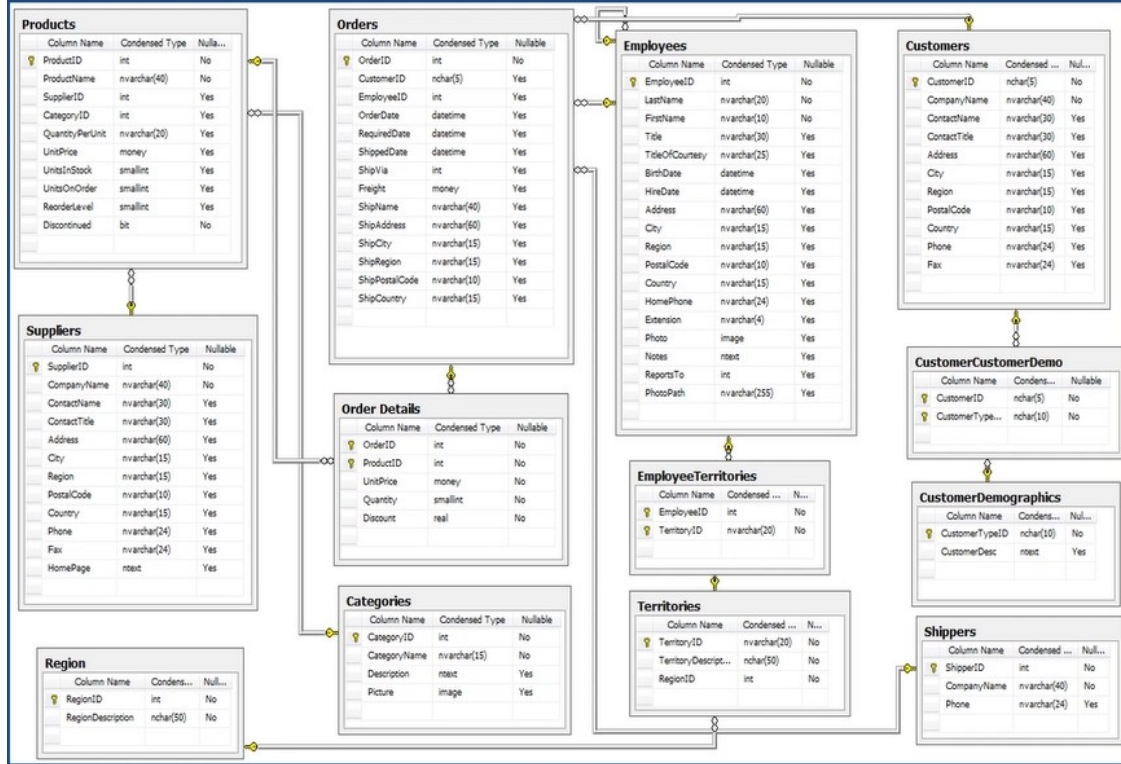 Products
Column Name Condensed Type Nulla...
ProductID int No
ProductName nvarchar(40) No
SupplierID int Yes
CategoryID int Yes
QuantityPerUnit nvarchar(20) Yes
UnitPrice money Yes
UnitsInStock smallint Yes
UnitsOnOrder smallint Yes
ReorderLevel smallint Yes
Discontinued bit No
Orders
Column Name Condensed Type Nullable
OrderID int No
CustomerID nchar(5) Yes
EmployeeID int Yes
OrderDate datetime Yes
RequiredDate datetime Yes
ShippedDate datetime Yes
ShipVia int Yes
Freight money Yes
ShipName nvarchar(40) Yes
ShipAddress nvarchar(60) Yes
ShipCity nvarchar(15) Yes
ShipRegion nvarchar(15) Yes
ShipPostalCode nvarchar(10) Yes
ShipCountry nvarchar(15) Yes
Employees
Column Name Condensed Type Nullable
EmployeeID int No
LastName nvarchar(20) No
FirstName nvarchar(10) No
Title nvarchar(30) Yes
TitleOfCourtesy nvarchar(25) Yes
BirthDate datetime Yes
HireDate datetime Yes
Address nvarchar(60) Yes
City nvarchar(15) Yes
Region nvarchar(15) Yes
PostalCode nvarchar(10) Yes
Country nvarchar(15) Yes
HomePhone nvarchar(24) Yes
Extension nvarchar(4) Yes
Photo image Yes
Notes ntext Yes
ReportsTo int Yes
PhotoPath nvarchar(255) Yes
Customers
Column Name Condensed ... Nullable
CustomerID nchar(5) No
CompanyName nvarchar(40) No
ContactName nvarchar(30) Yes
ContactTitle nvarchar(30) Yes
Address nvarchar(60) Yes
City nvarchar(15) Yes
Region nvarchar(15) Yes
PostalCode nvarchar(10) Yes
Country nvarchar(15) Yes
Phone nvarchar(24) Yes
Fax nvarchar(24) Yes
Suppliers
Column Name Condensed Type Nullable
SupplierID int No
CompanyName nvarchar(40) No
ContactName nvarchar(30) Yes
ContactTitle nvarchar(30) Yes
Address nvarchar(60) Yes
City nvarchar(15) Yes
Region nvarchar(15) Yes
PostalCode nvarchar(10) Yes
Country nvarchar(15) Yes
Phone nvarchar(24) Yes
Fax nvarchar(24) Yes
HomePage ntext Yes
Order Details
Column Name Condensed Type Nullable
OrderID int No
ProductID int No
UnitPrice money No
Quantity smallint No
Discount real No
CustomerCustomerDemo
Column Name Condens... Nullable
CustomerID nchar(5) No
CustomerType... nchar(10) No
EmployeeTerritories
Column Name Condensed ... N...
EmployeeID int No
TerritoryID nvarchar(20) No
CustomerDemographics
Column Name Condens... Nul...
CustomerTypeID nchar(10) No
CustomerDesc ntext Yes
Categories
Column Name Condensed Type Nullable
CategoryID int No
CategoryName nvarchar(15) No
Description ntext Yes
Picture image Yes
Territories
Column Name Condensed ... N...
TerritoryID nvarchar(20) No
TerritoryDescript... nchar(50) No
RegionID int No
Shippers
Column Name Condensed ... Nul...
ShipperID int No
CompanyName nvarchar(40) No
Phone nvarchar(24) Yes
Region
Column Name Condens... Null...
RegionID int No
RegionDescription nchar(50) No